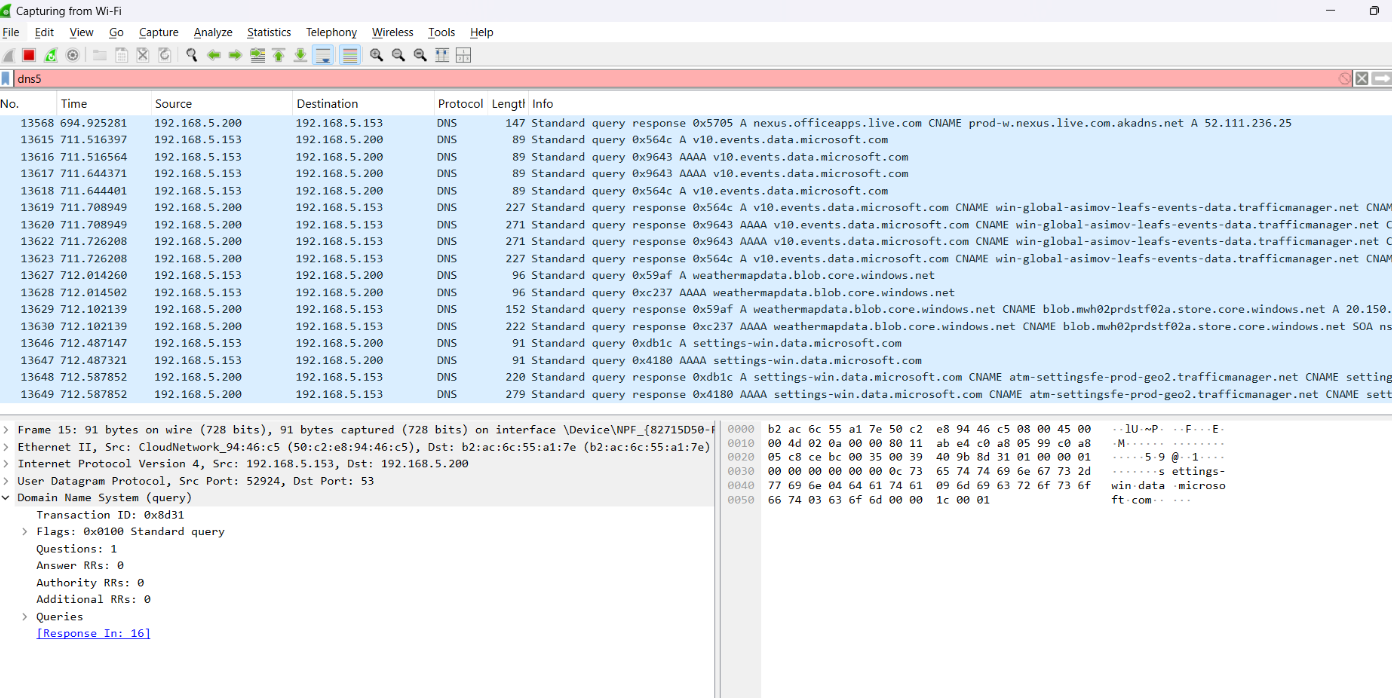 Capturing from Wi-Fi
File Edit View Go Capture Analyze Statistics Telephony Wireless Tools Help
dns5
No. Time Source Destination Protocol Lengtl Info
13568 694.925281 192.168.5.200 192.168.5.153 DNS 147 Standard query response 0x5705 A nexus.officeapps.live.com CNAME prod-w.nexus.live.com.akadns.net A 52.111.236.25
13615 711.516397 192.168.5.153 192.168.5.200 DNS 89 Standard query 0x564c A v10.events.data.microsoft.com
13616 711.516564 192.168.5.153 192.168.5.200 DNS 89 Standard query 0x9643 AAAA v10.events.data.microsoft.com
13617 711.644371 192.168.5.153 192.168.5.200 DNS 89 Standard query 0x9643 AAAA v10.events.data.microsoft.com
13618 711.644401 192.168.5.153 192.168.5.200 DNS 89 Standard query 0x564c A v10.events.data.microsoft.com
13619 711.708949 192.168.5.200 192.168.5.153 DNS 227 Standard query response 0x564c A v10.events.data.microsoft.com CNAME win-global-asimov-leafs-events-data.trafficmanager.net CNAM
13620 711.708949 192.168.5.200 192.168.5.153 DNS 271 Standard query response 0x9643 AAAA v10.events.data.microsoft.com CNAME win-global-asimov-leafs-events-data.trafficmanager.net C
13622 711.726208 192.168.5.200 192.168.5.153 DNS 271 Standard query response 0x9643 AAAA v10.events.data.microsoft.com CNAME win-global-asimov-leafs-events-data.trafficmanager.net C
13623 711.726208 192.168.5.200 192.168.5.153 DNS 227 Standard query response 0x564c A v10.events.data.microsoft.com CNAME win-global-asimov-leafs-events-data.trafficmanager.net CNAM
13627 712.014260 192.168.5.153 192.168.5.200 DNS 96 Standard query 0x59af A weathermapdata.blob.core.windows.net
13628 712.014502 192.168.5.153 192.168.5.200 DNS 96 Standard query 0xc237 AAAA weathermapdata.blob.core.windows.net
13629 712.102139 192.168.5.200 192.168.5.153 DNS 152 Standard query response 0x59af A weathermapdata.blob.core.windows.net CNAME blob.mwh02prdstf02a.store.core.windows.net A 20.150.
13630 712.102139 192.168.5.200 192.168.5.153 DNS 222 Standard query response 0xc237 AAAA weathermapdata.blob.core.windows.net CNAME blob.mwh02prdstf02a.store.core.windows.net SOA ns
13646 712.487147 192.168.5.153 192.168.5.200 DNS 91 Standard query 0xdb1c A settings-win.data.microsoft.com
13647 712.487321 192.168.5.153 192.168.5.200 DNS 91 Standard query 0x4180 AAAA settings-win.data.microsoft.com
13648 712.587852 192.168.5.200 192.168.5.153 DNS 220 Standard query response 0xdb1c A settings-win.data.microsoft.com CNAME atm-settingsfe-prod-geo2.trafficmanager.net CNAME setting
13649 712.587852 192.168.5.200 192.168.5.153 DNS 279 Standard query response 0x4180 AAAA settings-win.data.microsoft.com CNAME atm-settingsfe-prod-geo2.trafficmanager.net CNAME sett
Frame 15: 91 bytes on wire (728 bits), 91 bytes captured (728 bits) on interface \Device\NPF_{82715D50-F
Ethernet II, Src: CloudNetwork_94:46:c5 (50:c2:e8:94:46:c5), Dst: b2:ac:6c:55:a1:7e (b2:ac:6c:55:a1:7e)
Internet Protocol Version 4, Src: 192.168.5.153, Dst: 192.168.5.200
User Datagram Protocol, Src Port: 52924, Dst Port: 53
Domain Name System (query)
Transaction ID: 0x8d31
Flags: 0x0100 Standard query
Questions: 1
Answer RRs: 0
Authority RRs: 0
Additional RRs: 0
Queries
[Response In: 16]
0000 b2 ac 6c 55 a1 7e 50 c2 e8 94 46 c5 08 00 45 00 ··lU·~P· ··F···E·
0010 00 4d 02 0a 00 00 80 11 ab e4 c0 a8 05 99 c0 a8 ·M······ ········
0020 05 c8 ce bc 00 35 00 39 40 9b 8d 31 01 00 00 01 ·····5·9 @··1····
0030 00 00 00 00 00 00 0c 73 65 74 74 69 6e 67 73 2d ·······s ettings-
0040 77 69 6e 04 64 61 74 61 09 6d 69 63 72 6f 73 6f win·data ·microso
0050 66 74 03 63 6f 6d 00 00 1c 00 01 ft·com·· ···